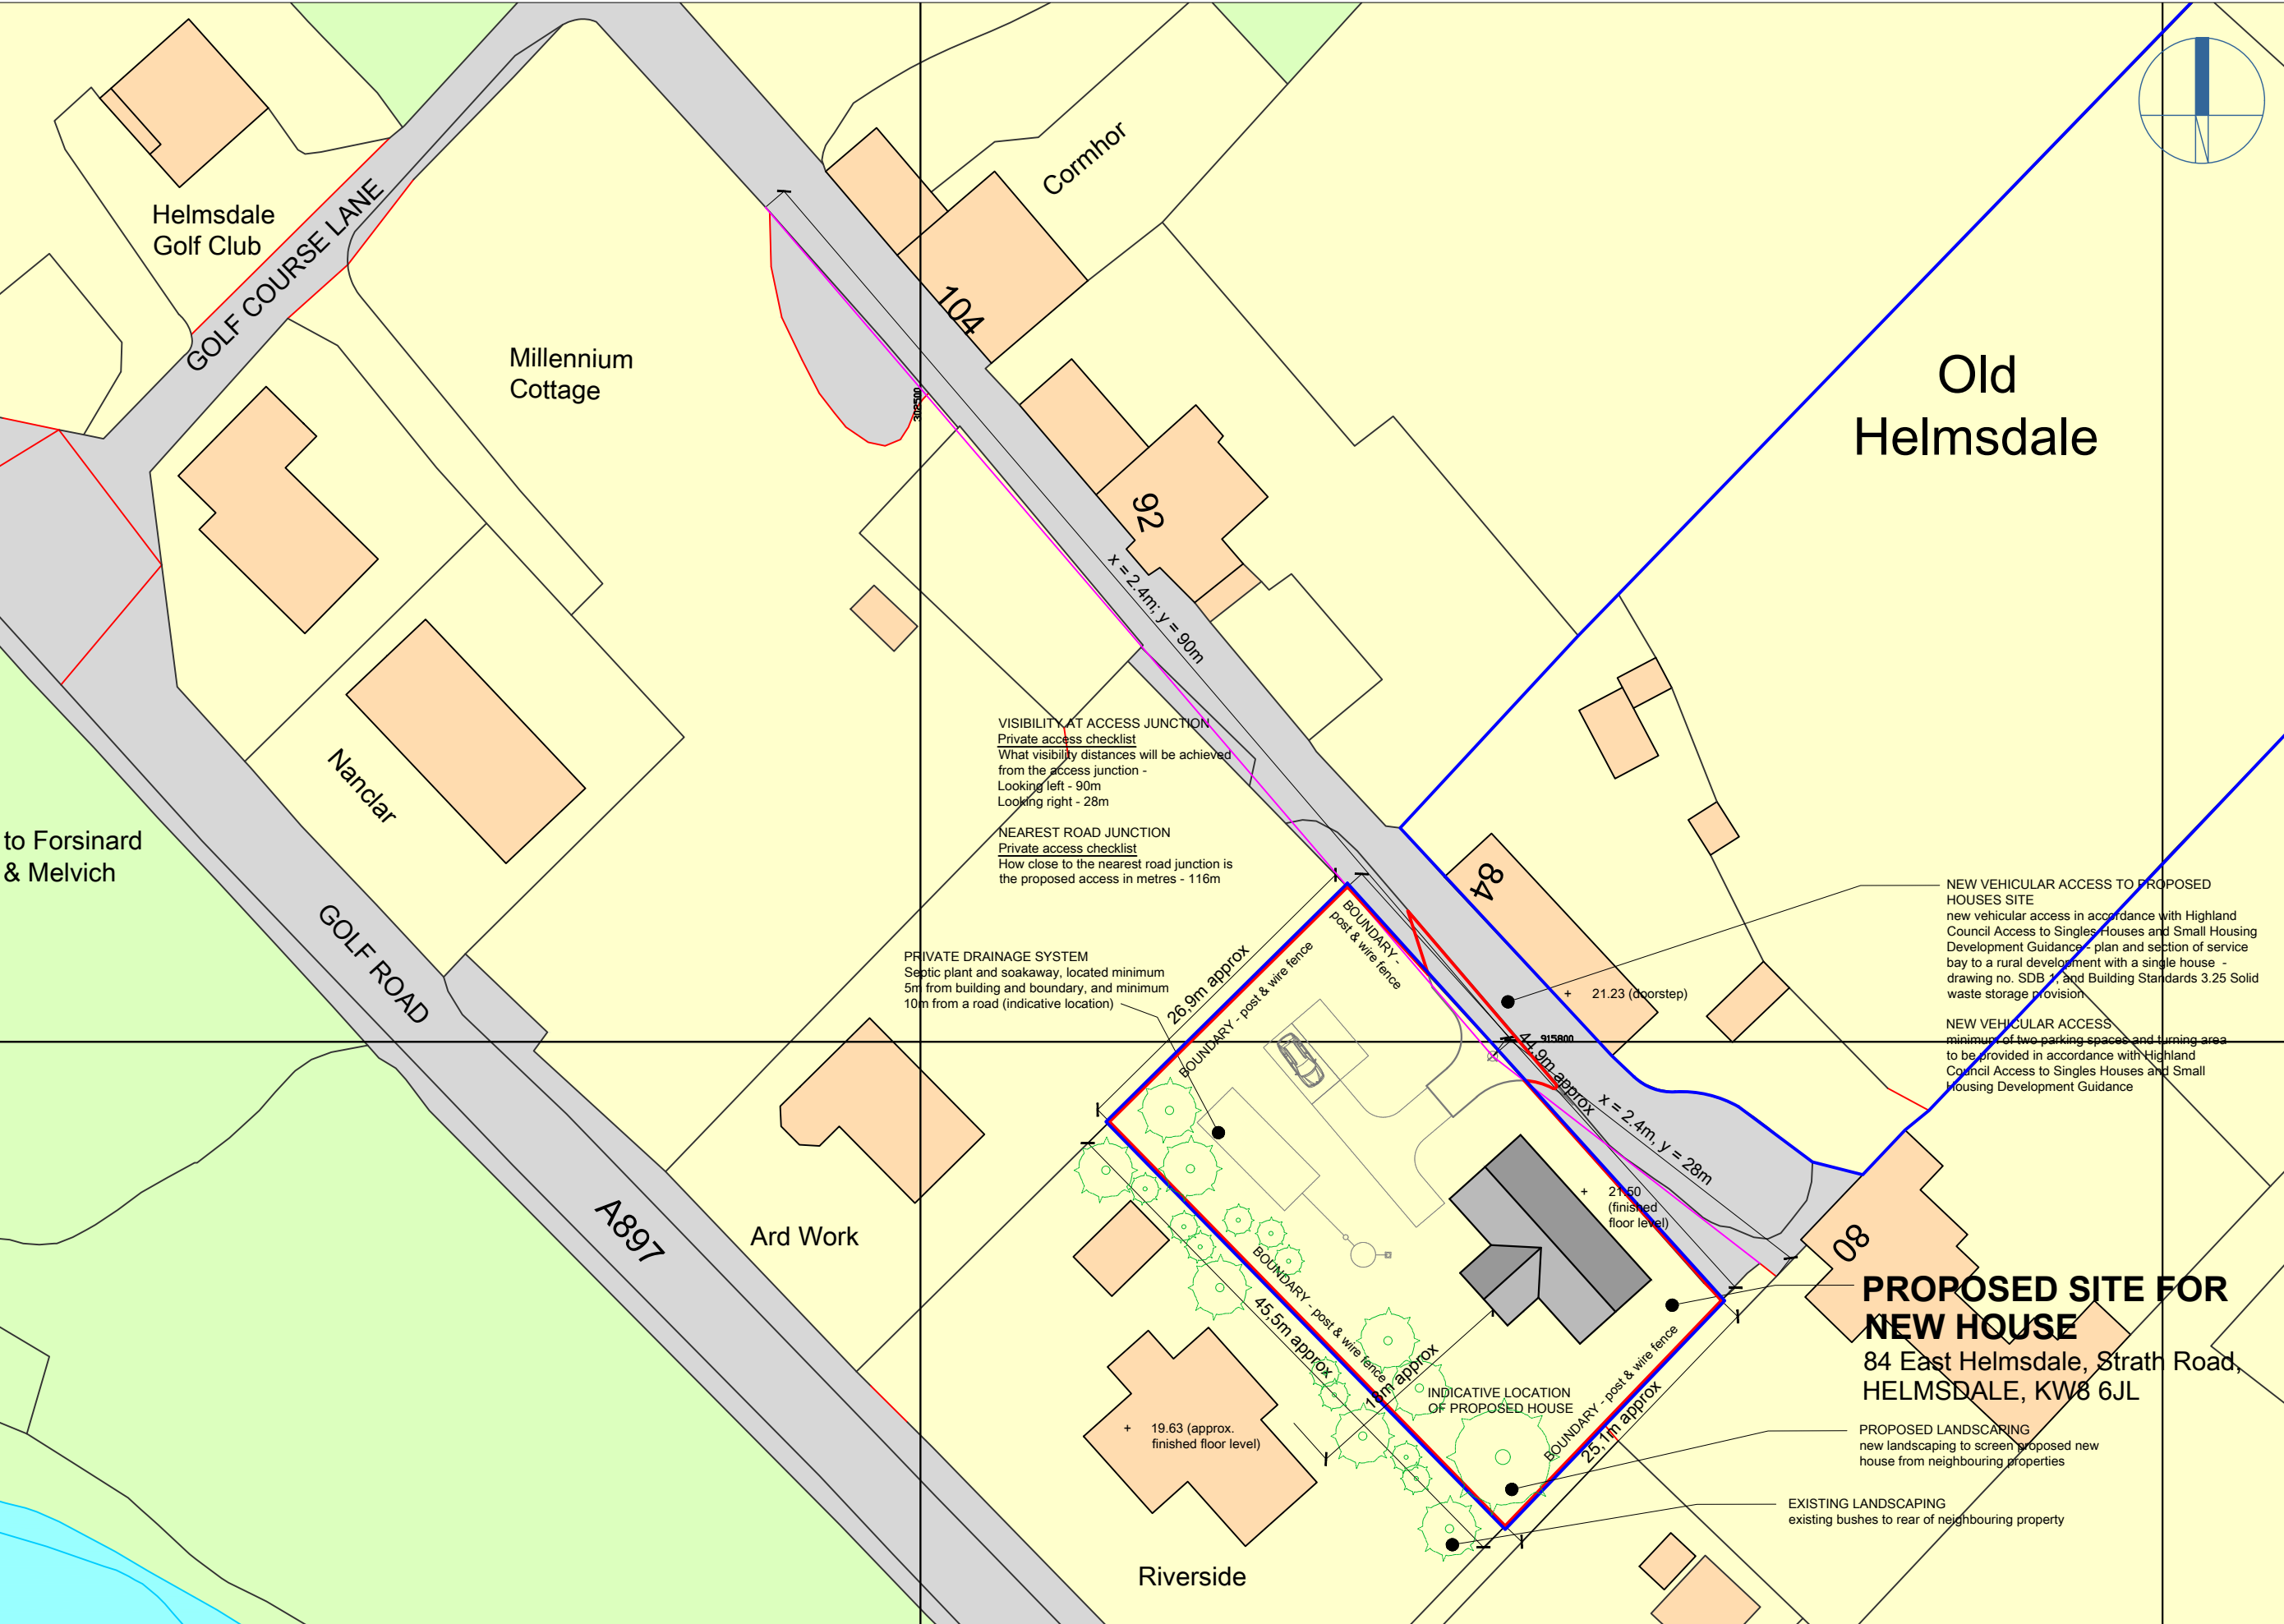 Helmsdale
Golf Club
GOLF COURSE LANE
Millennium
Cottage
Cormhor
104
308500
92
Old
Helmsdale
x = 2.4m; y = 90m
VISIBILITY AT ACCESS JUNCTION
Private access checklist
What visibility distances will be achieved
from the access junction -
Looking left - 90m
Looking right - 28m
NEAREST ROAD JUNCTION
Private access checklist
How close to the nearest road junction is
the proposed access in metres - 116m
Nanclar
to Forsinard
& Melvich
GOLF ROAD
A897
84
NEW VEHICULAR ACCESS TO PROPOSED
HOUSES SITE
new vehicular access in accordance with Highland
Council Access to Singles Houses and Small Housing
Development Guidance - plan and section of service
bay to a rural development with a single house -
drawing no. SDB 1, and Building Standards 3.25 Solid
waste storage provision
NEW VEHICULAR ACCESS
minimum of two parking spaces and turning area
to be provided in accordance with Highland
Council Access to Singles Houses and Small
Housing Development Guidance
PRIVATE DRAINAGE SYSTEM
Septic plant and soakaway, located minimum
5m from building and boundary, and minimum
10m from a road (indicative location)
26,9m approx
BOUNDARY - post & wire fence
BOUNDARY -
post & wire fence
+ 21.23 (doorstep)
915800
44,9m approx
x = 2.4m, y = 28m
+ 21.50
(finished
floor level)
80
Ard Work
BOUNDARY - post & wire fence
45,5m approx
18m approx
INDICATIVE LOCATION
OF PROPOSED HOUSE
BOUNDARY - post & wire fence
25,1m approx
PROPOSED SITE FOR
NEW HOUSE
84 East Helmsdale, Strath Road,
HELMSDALE, KW8 6JL
+ 19.63 (approx.
finished floor level)
PROPOSED LANDSCAPING
new landscaping to screen proposed new
house from neighbouring properties
EXISTING LANDSCAPING
existing bushes to rear of neighbouring property
Riverside